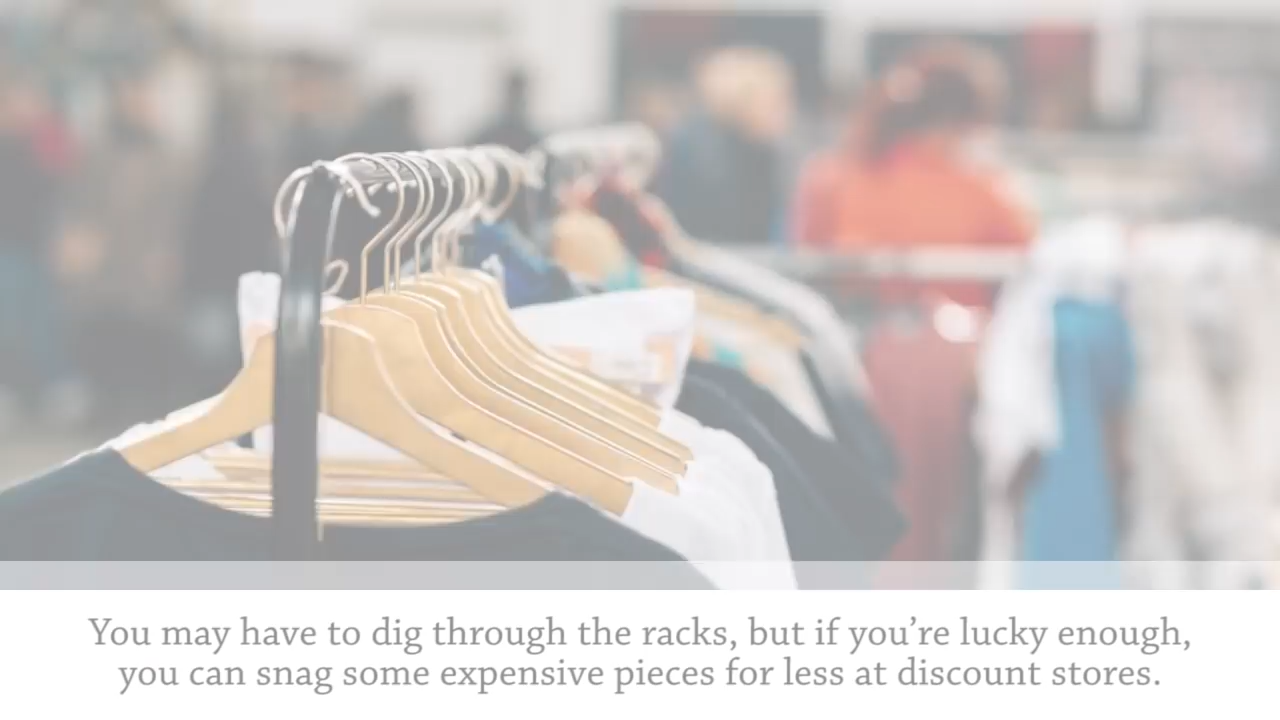 You may have to dig through the racks, but if you’re lucky enough,
you can snag some expensive pieces for less at discount stores.